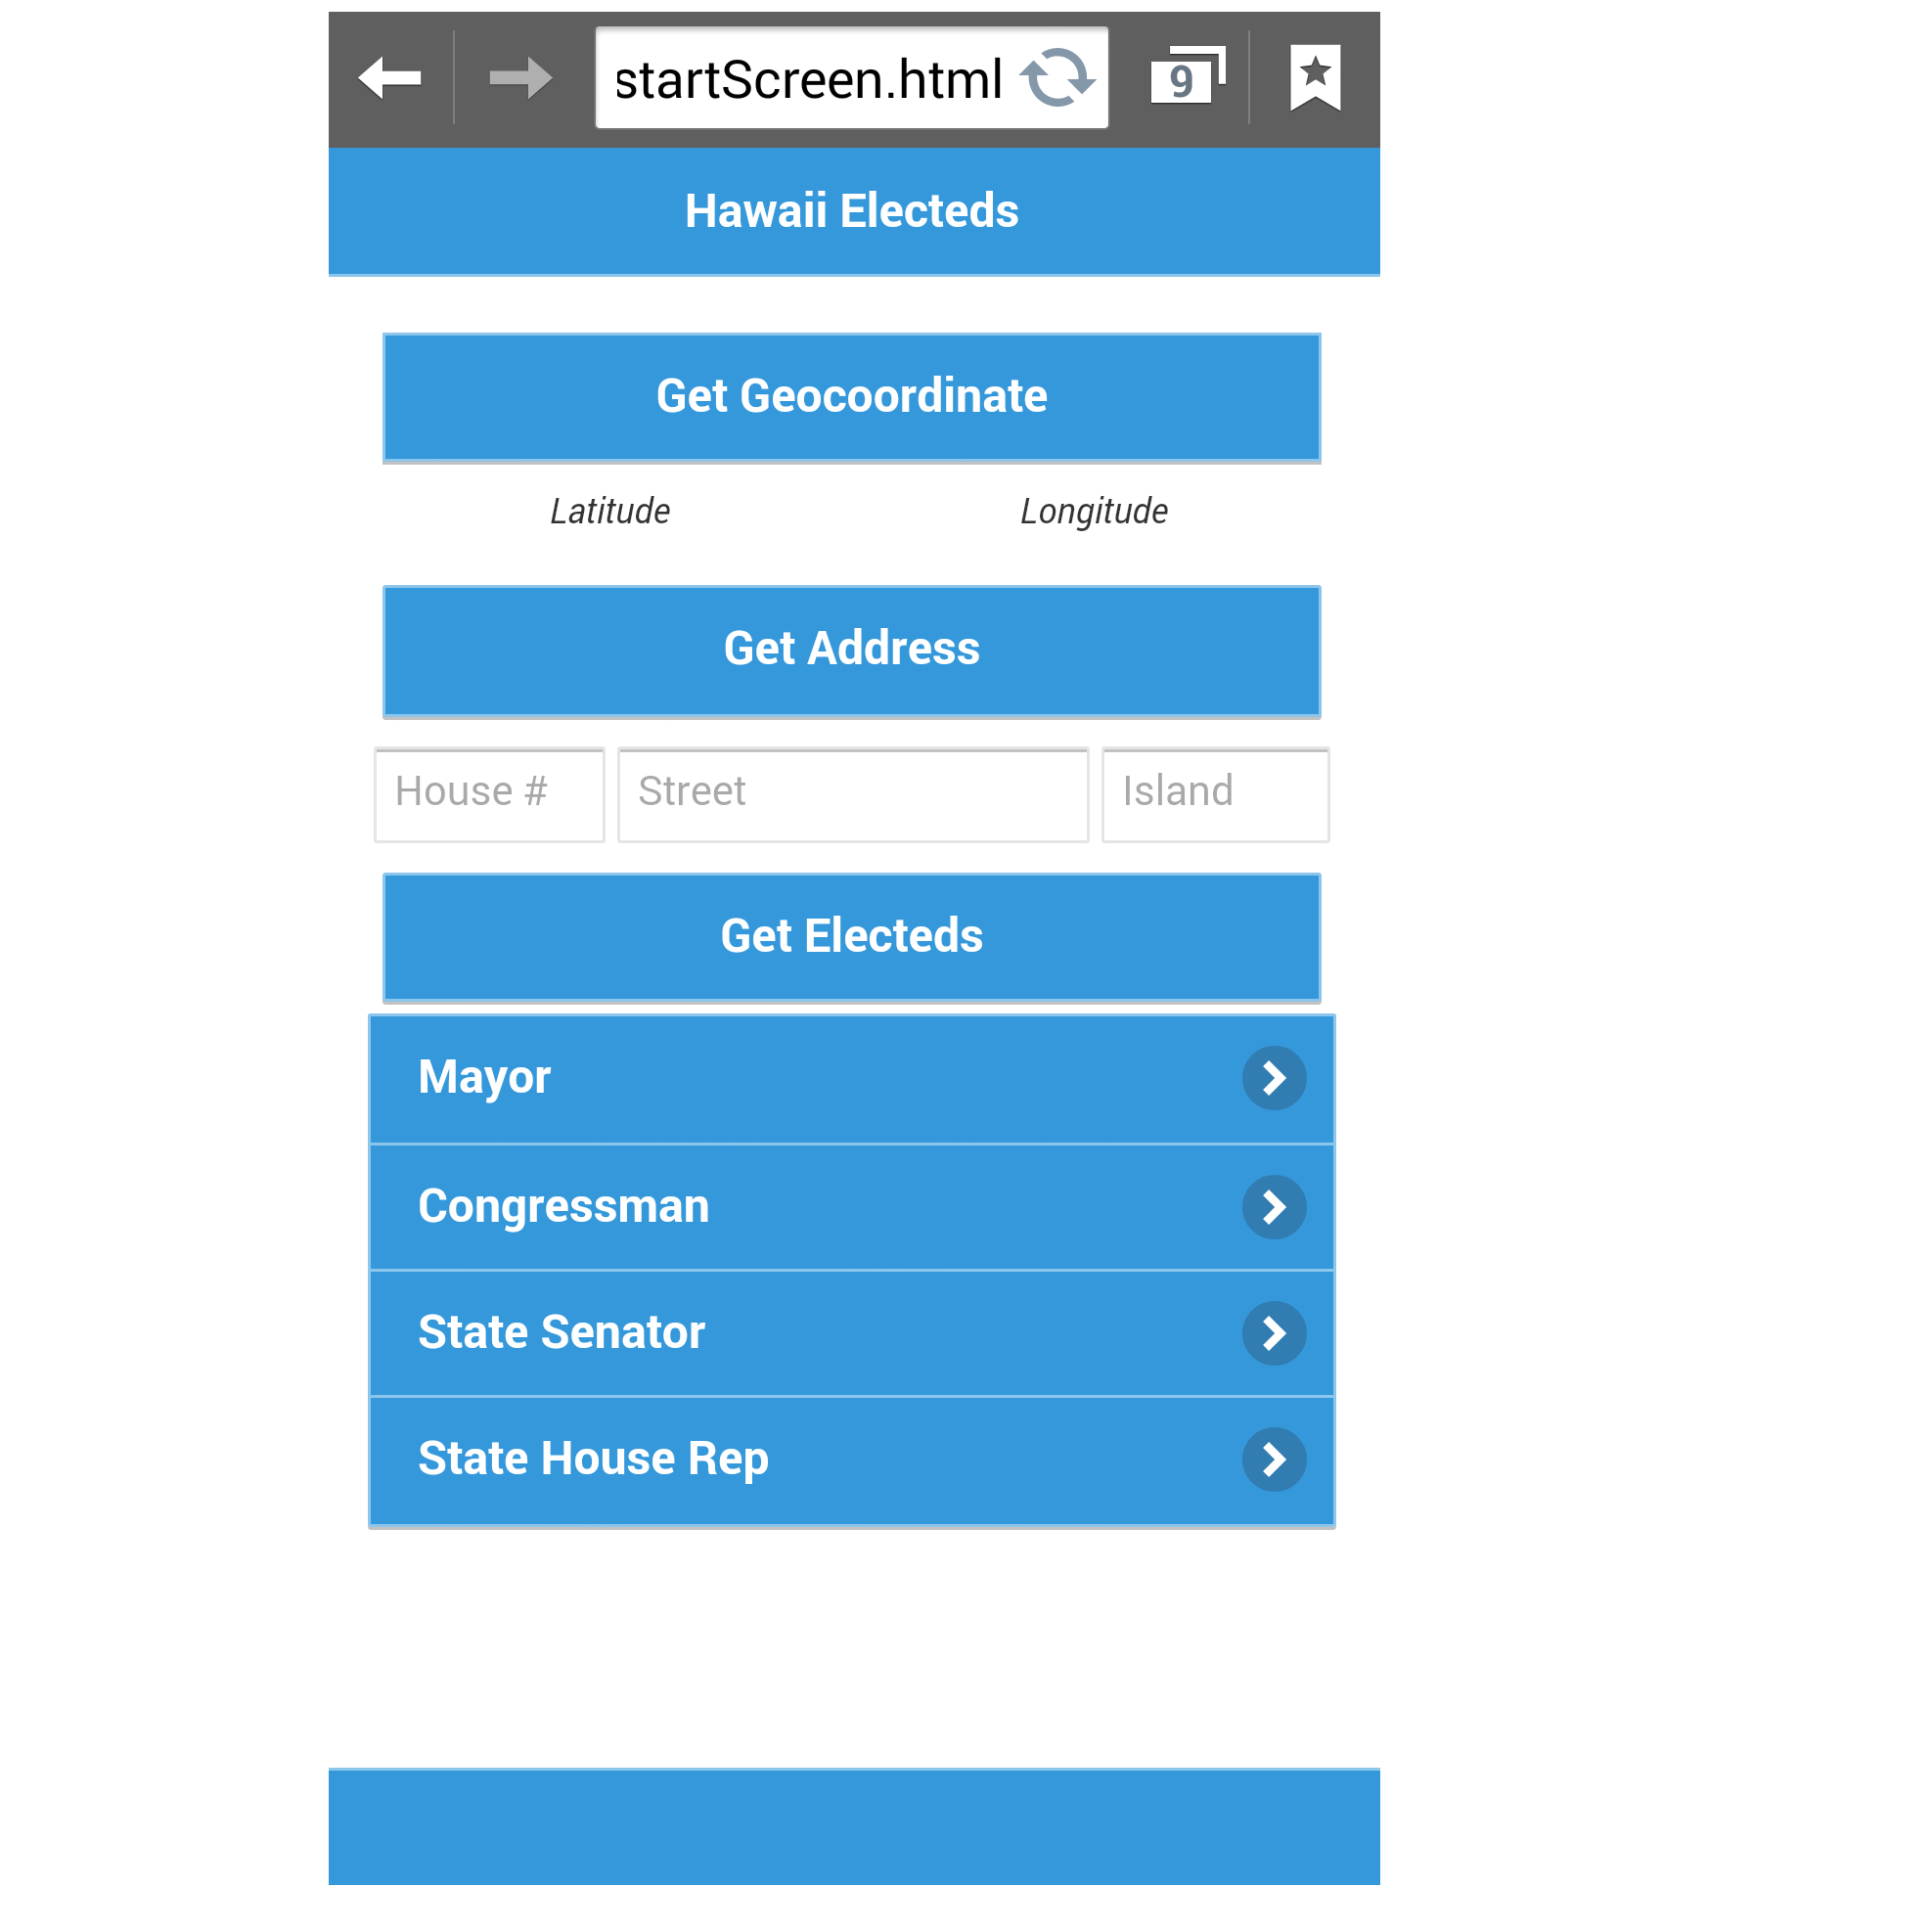 startScreen.html
9
Hawaii Electeds
Get Geocoordinate
Latitude Longitude
Get Address
House # Street Island
Get Electeds
Mayor
Congressman
State Senator
State House Rep